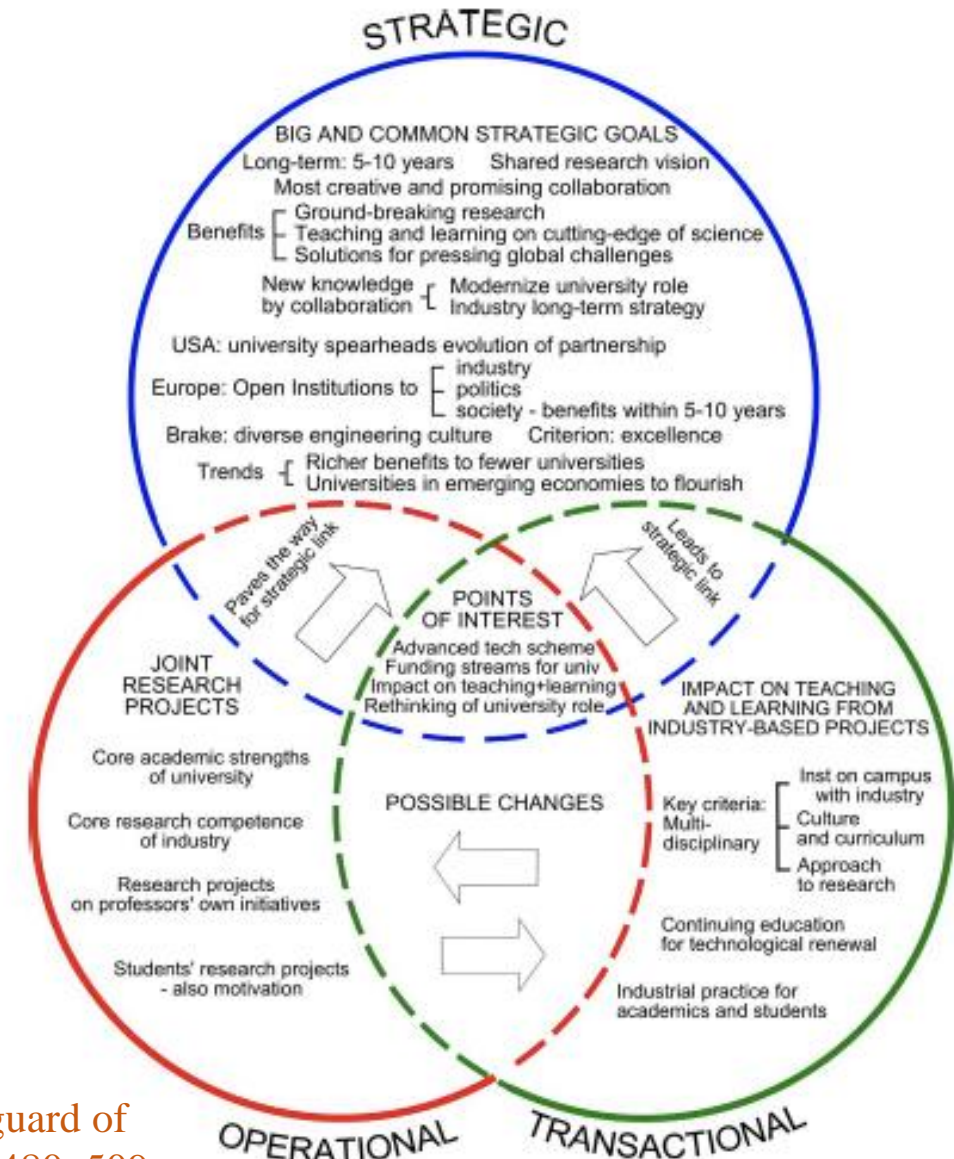 STRATEGIC
BIG AND COMMON STRATEGIC GOALS
Long-term: 5-10 years Shared research vision
Most creative and promising collaboration
Benefits
Ground-breaking research
Teaching and learning on cutting-edge of science
Solutions for pressing global challenges
New knowledge
by collaboration
Modernize university role
Industry long-term strategy
USA: university spearheads evolution of partnership
Europe: Open Institutions to
industry
politics
society - benefits within 5-10 years
Brake: diverse engineering culture Criterion: excellence
Trends
Richer benefits to fewer universities
Universities in emerging economies to flourish
Paves the way
for strategic link
Leads to
strategic link
POINTS
OF INTEREST
Advanced tech scheme
Funding streams for univ
Impact on teaching+learning
Rethinking of university role
JOINT
RESEARCH
PROJECTS
Core academic strengths
of university
Core research competence
of industry
Research projects
on professors' own initiatives
Students' research projects
- also motivation
POSSIBLE CHANGES
IMPACT ON TEACHING
AND LEARNING FROM
INDUSTRY-BASED PROJECTS
Key criteria:
Multi-
disciplinary
Inst on campus
with industry
Culture
and curriculum
Approach
to research
Continuing education
for technological renewal
Industrial practice for
academics and students
OPERATIONAL
TRANSACTIONAL
guard of